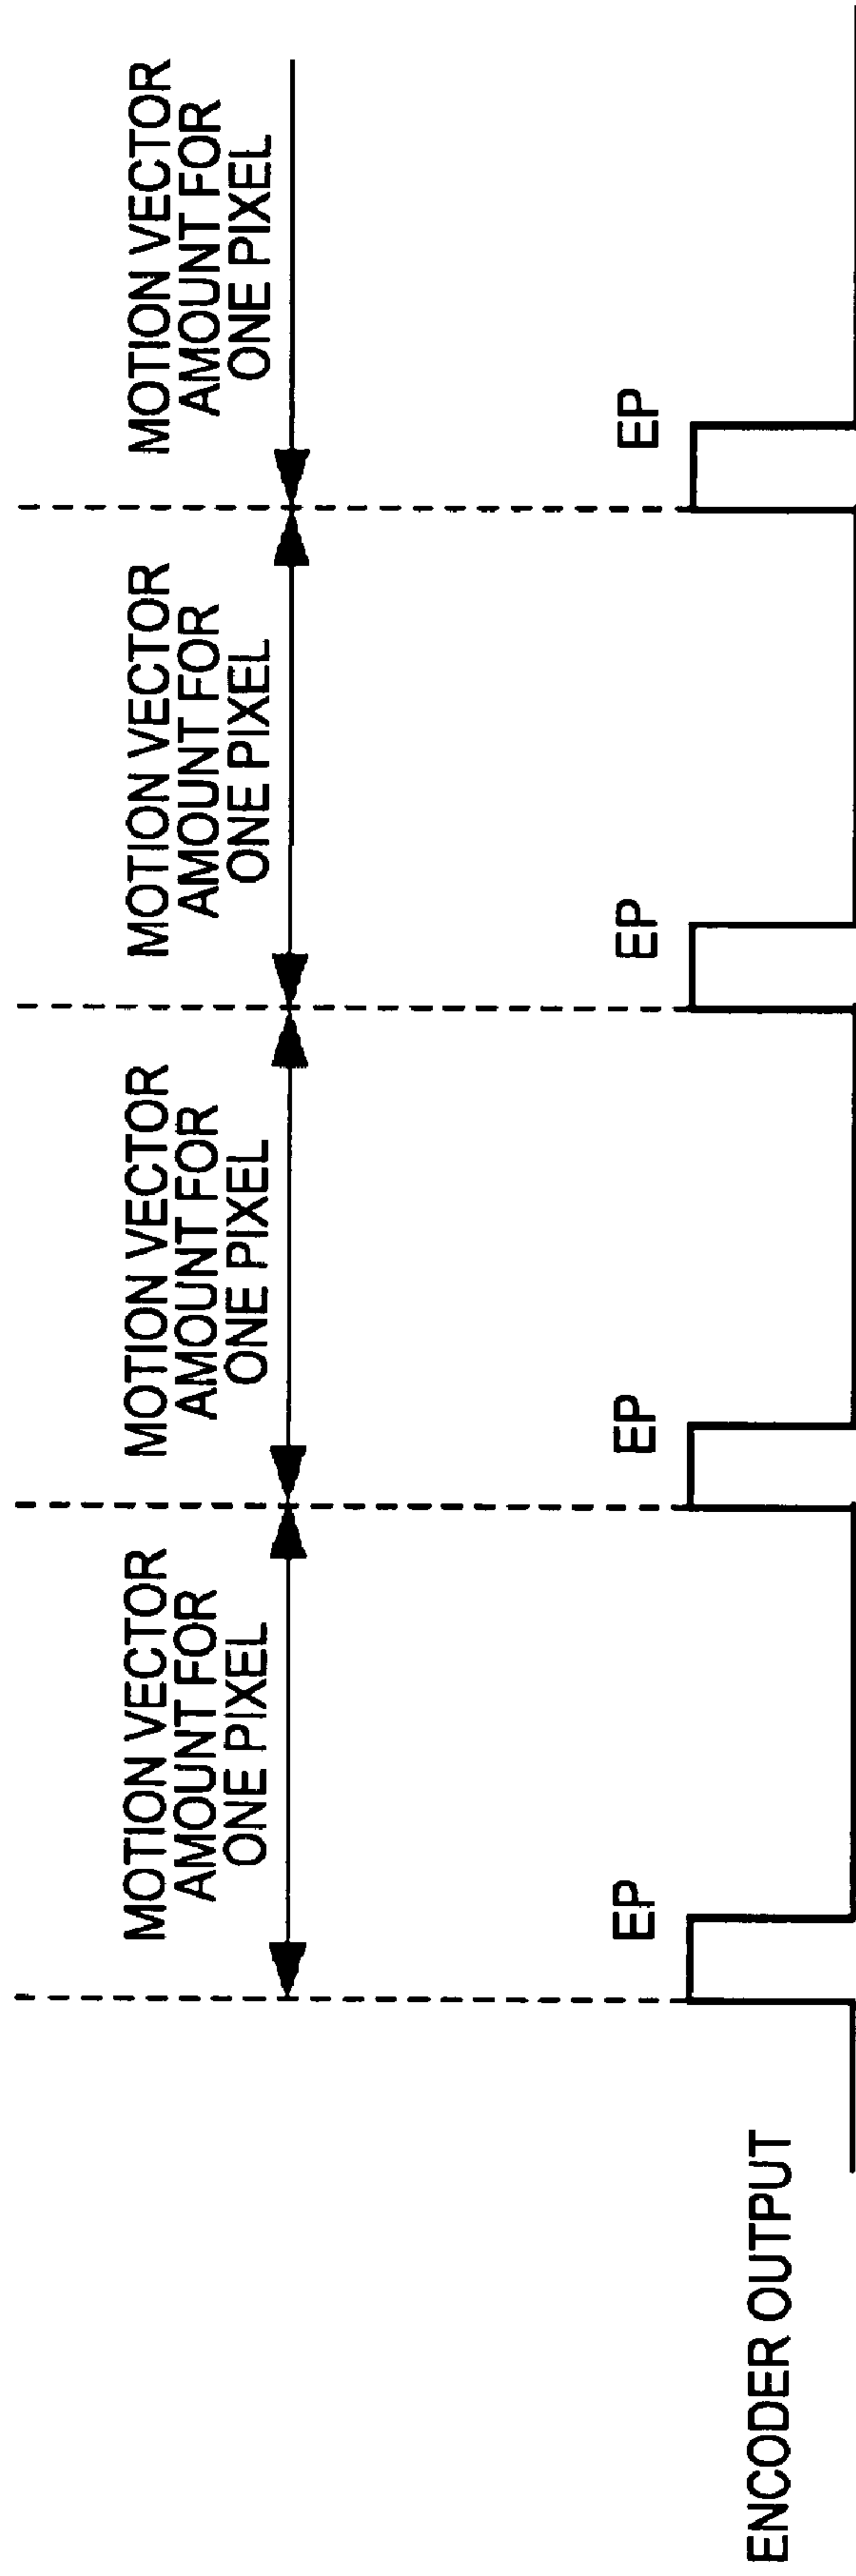 MOTION VECTOR
AMOUNT FOR
ONE PIXEL
MOTION VECTOR
AMOUNT FOR
ONE PIXEL
MOTION VECTOR
AMOUNT FOR
ONE PIXEL
MOTION VECTOR
AMOUNT FOR
ONE PIXEL
EP
EP
EP
EP
ENCODER OUTPUT